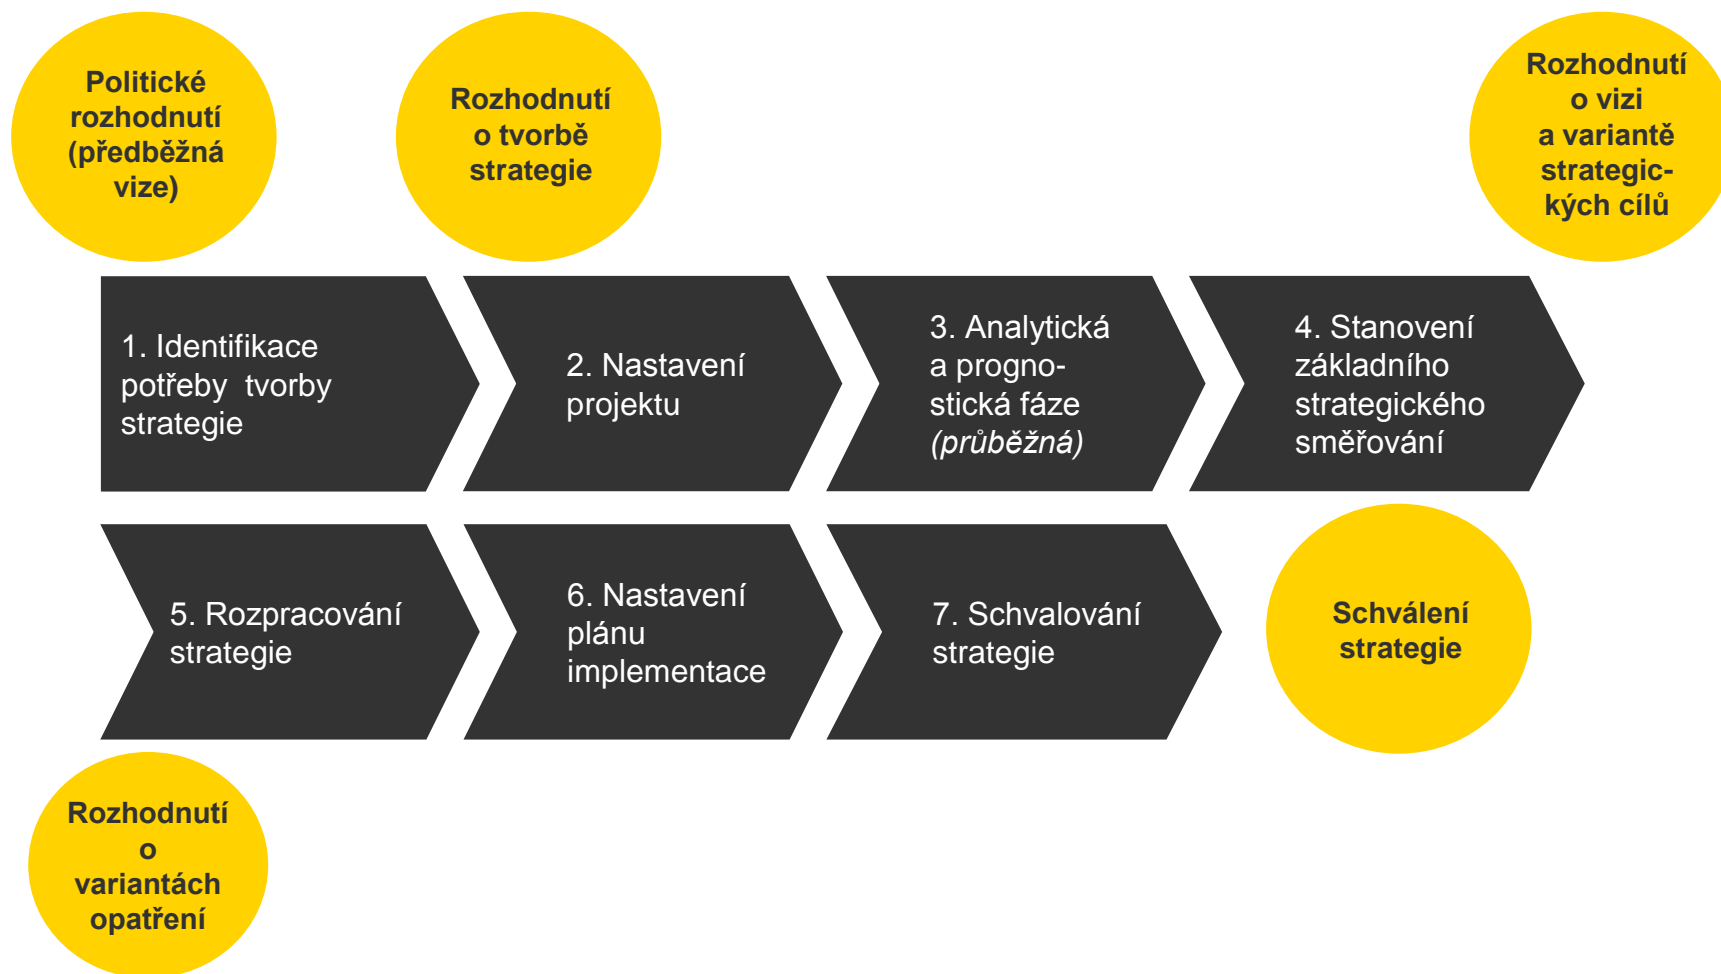 Politické
rozhodnutí
(předběžná
vize)
Rozhodnutí
o tvorbě
strategie
Rozhodnutí
o vizi
a variantě
strategic-
kých cílů
1. Identifikace
potřeby tvorby
strategie
2. Nastavení
projektu
3. Analytická
a progno-
stická fáze
(průběžná)
4. Stanovení
základního
strategického
směřování
5. Rozpracování
strategie
6. Nastavení
plánu
implementace
7. Schvalování
strategie
Schválení
strategie
Rozhodnutí
o
variantách
opatření